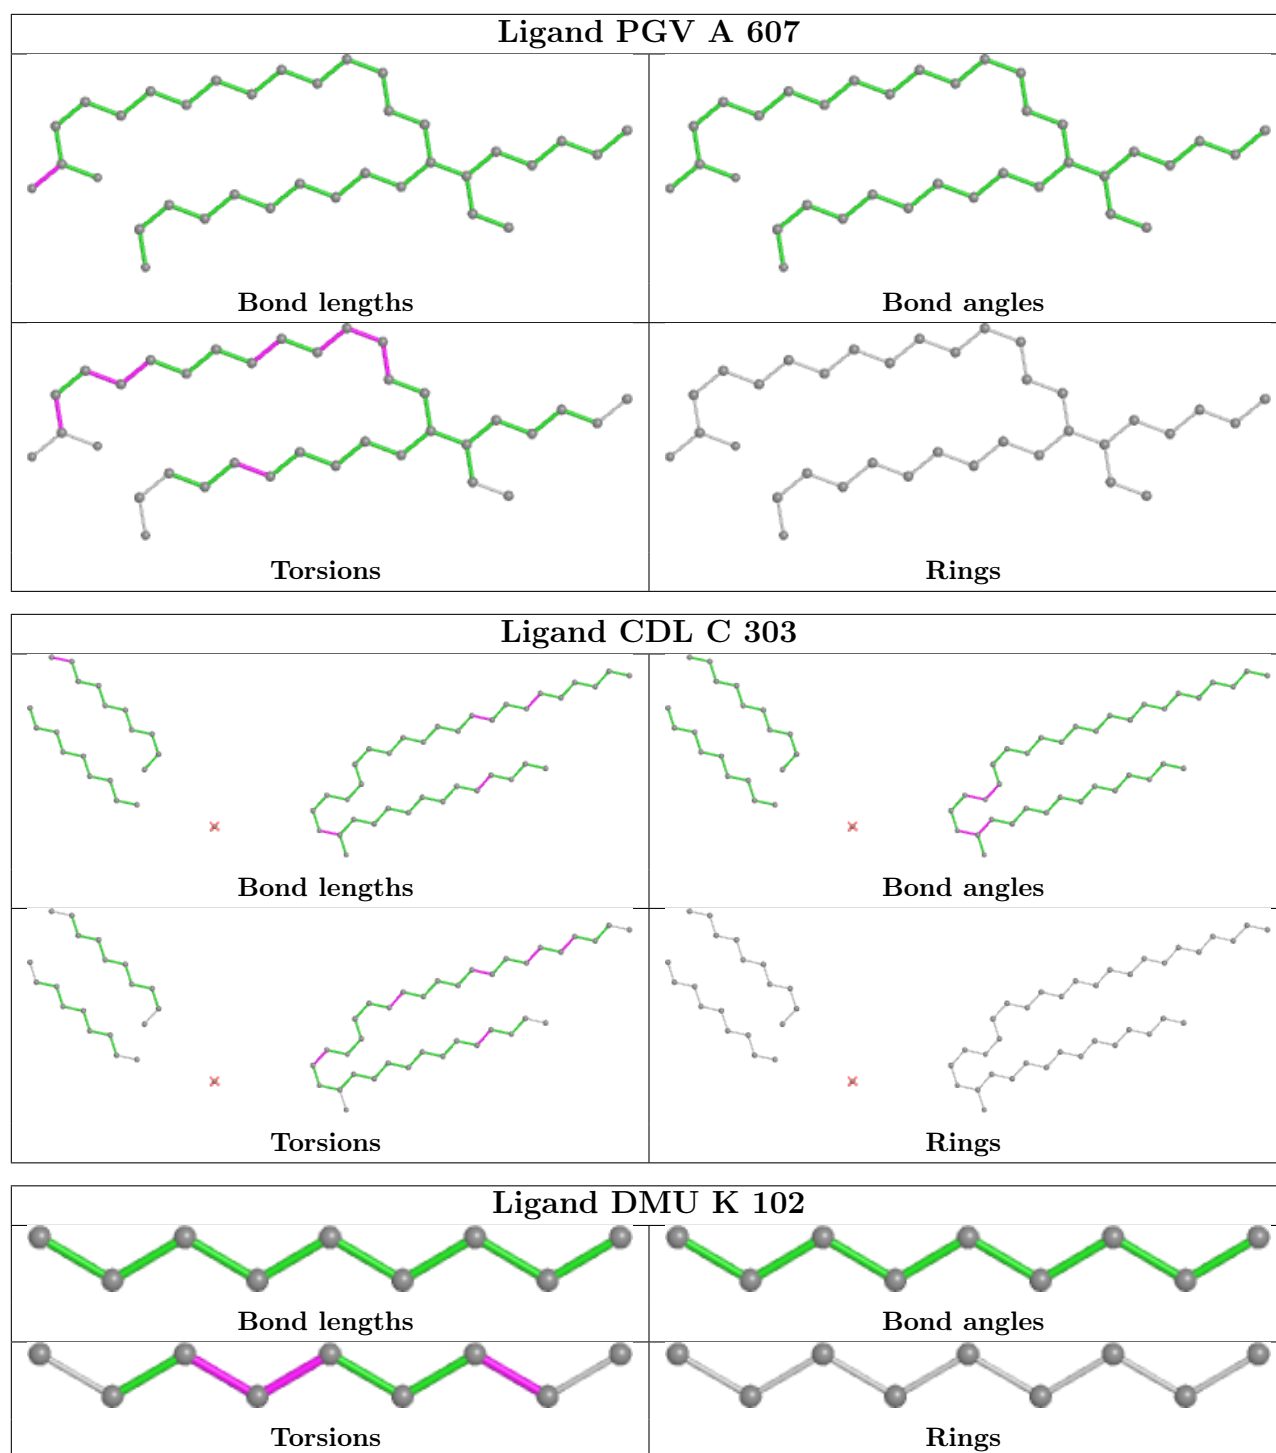 Ligand PGV A 607
Bond lengths
Bond angles
Torsions
Rings
Ligand CDL C 303
Bond lengths
Bond angles
Torsions
Rings
Ligand DMU K 102
Bond lengths
Bond angles
Torsions
Rings